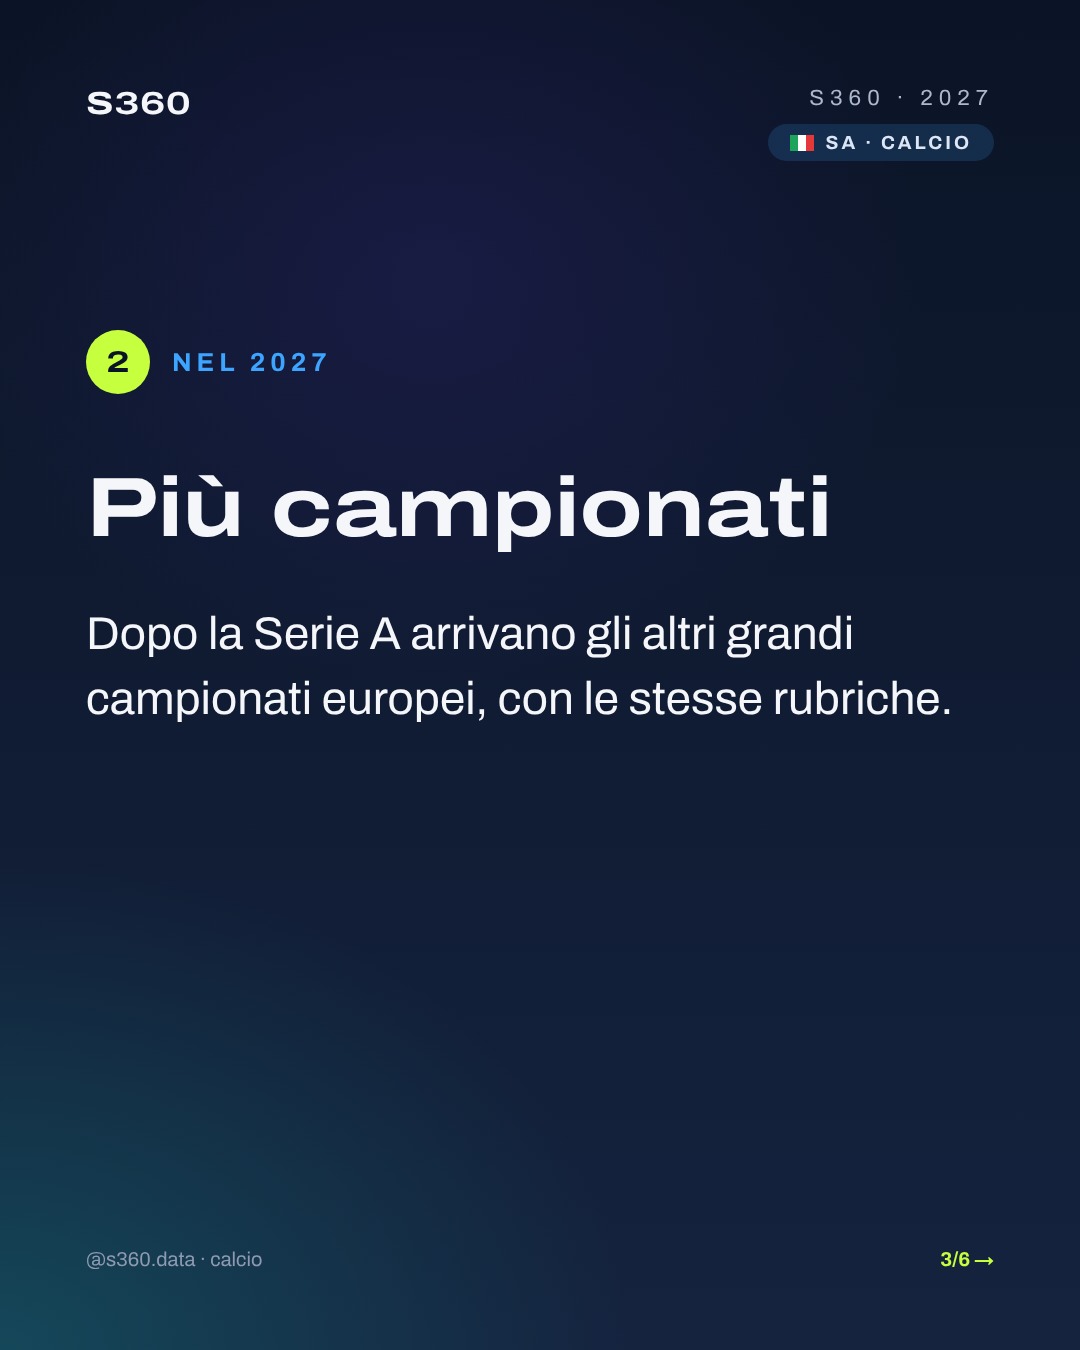 S360
S360 · 2027
SA · CALCIO
2
NEL 2027
Più campionati
Dopo la Serie A arrivano gli altri grandi
campionati europei, con le stesse rubriche.
@s360.data · calcio
3/6 →